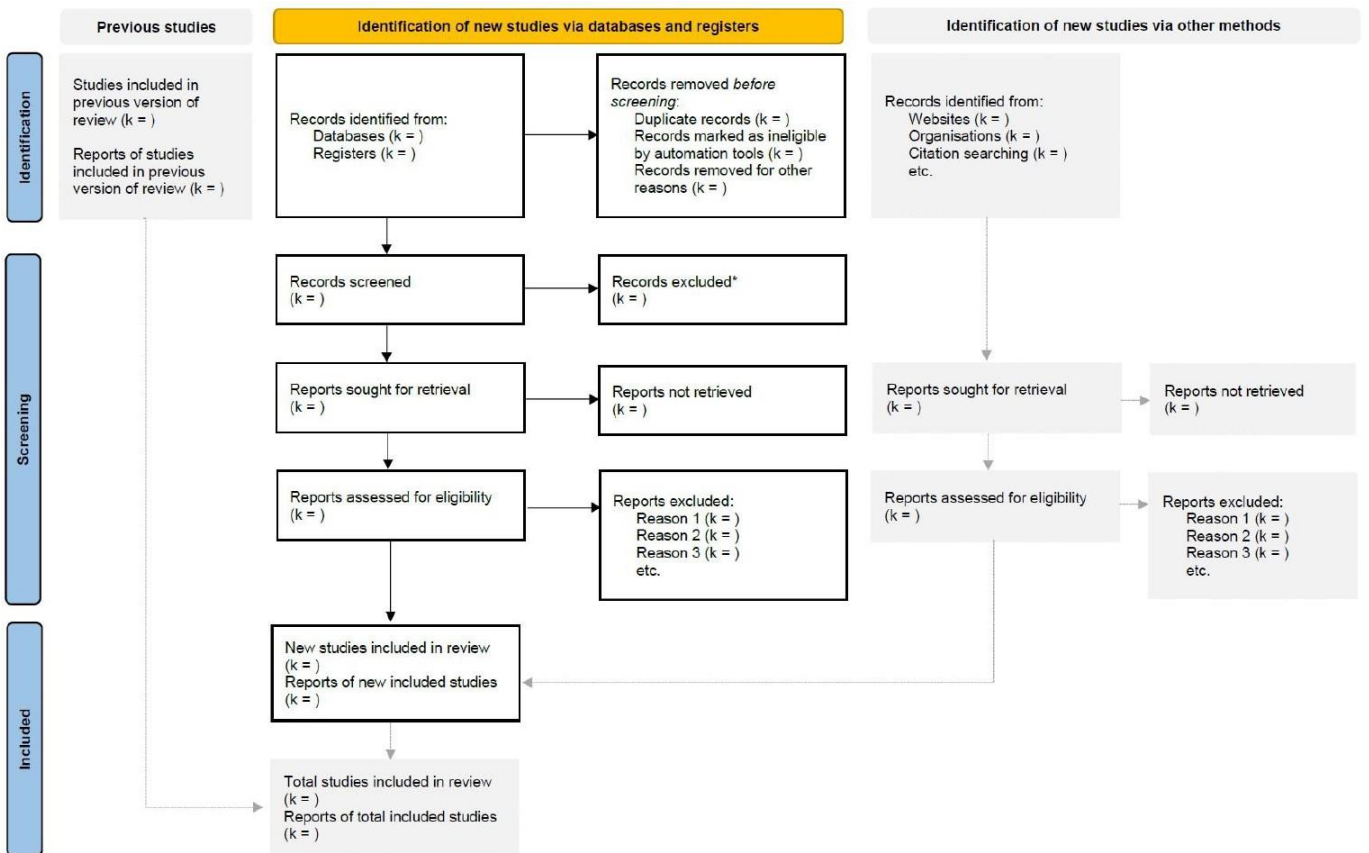 Previous studies
Identification of new studies via databases and registers
Identification of new studies via other methods
Identification
Studies included in
previous version of
review (k = )
Reports of studies
included in previous
version of review (k = )
Records identified from:
Databases (k = )
Registers (k = )
Records removed before
screening:
Duplicate records (k = )
Records marked as ineligible
by automation tools (k = )
Records removed for other
reasons (k = )
Records identified from:
Websites (k = )
Organisations (k = )
Citation searching (k = )
etc.
Screening
Records screened
(k = )
Records excluded*
(k = )
Reports sought for retrieval
(k = )
Reports not retrieved
(k = )
Reports sought for retrieval
(k = )
Reports not retrieved
(k = )
Reports assessed for eligibility
(k = )
Reports excluded:
Reason 1 (k = )
Reason 2 (k = )
Reason 3 (k = )
etc.
Reports assessed for eligibility
(k = )
Reports excluded:
Reason 1 (k = )
Reason 2 (k = )
Reason 3 (k = )
etc.
Included
New studies included in review
(k = )
Reports of new included studies
(k = )
Total studies included in review
(k = )
Reports of total included studies
(k = )